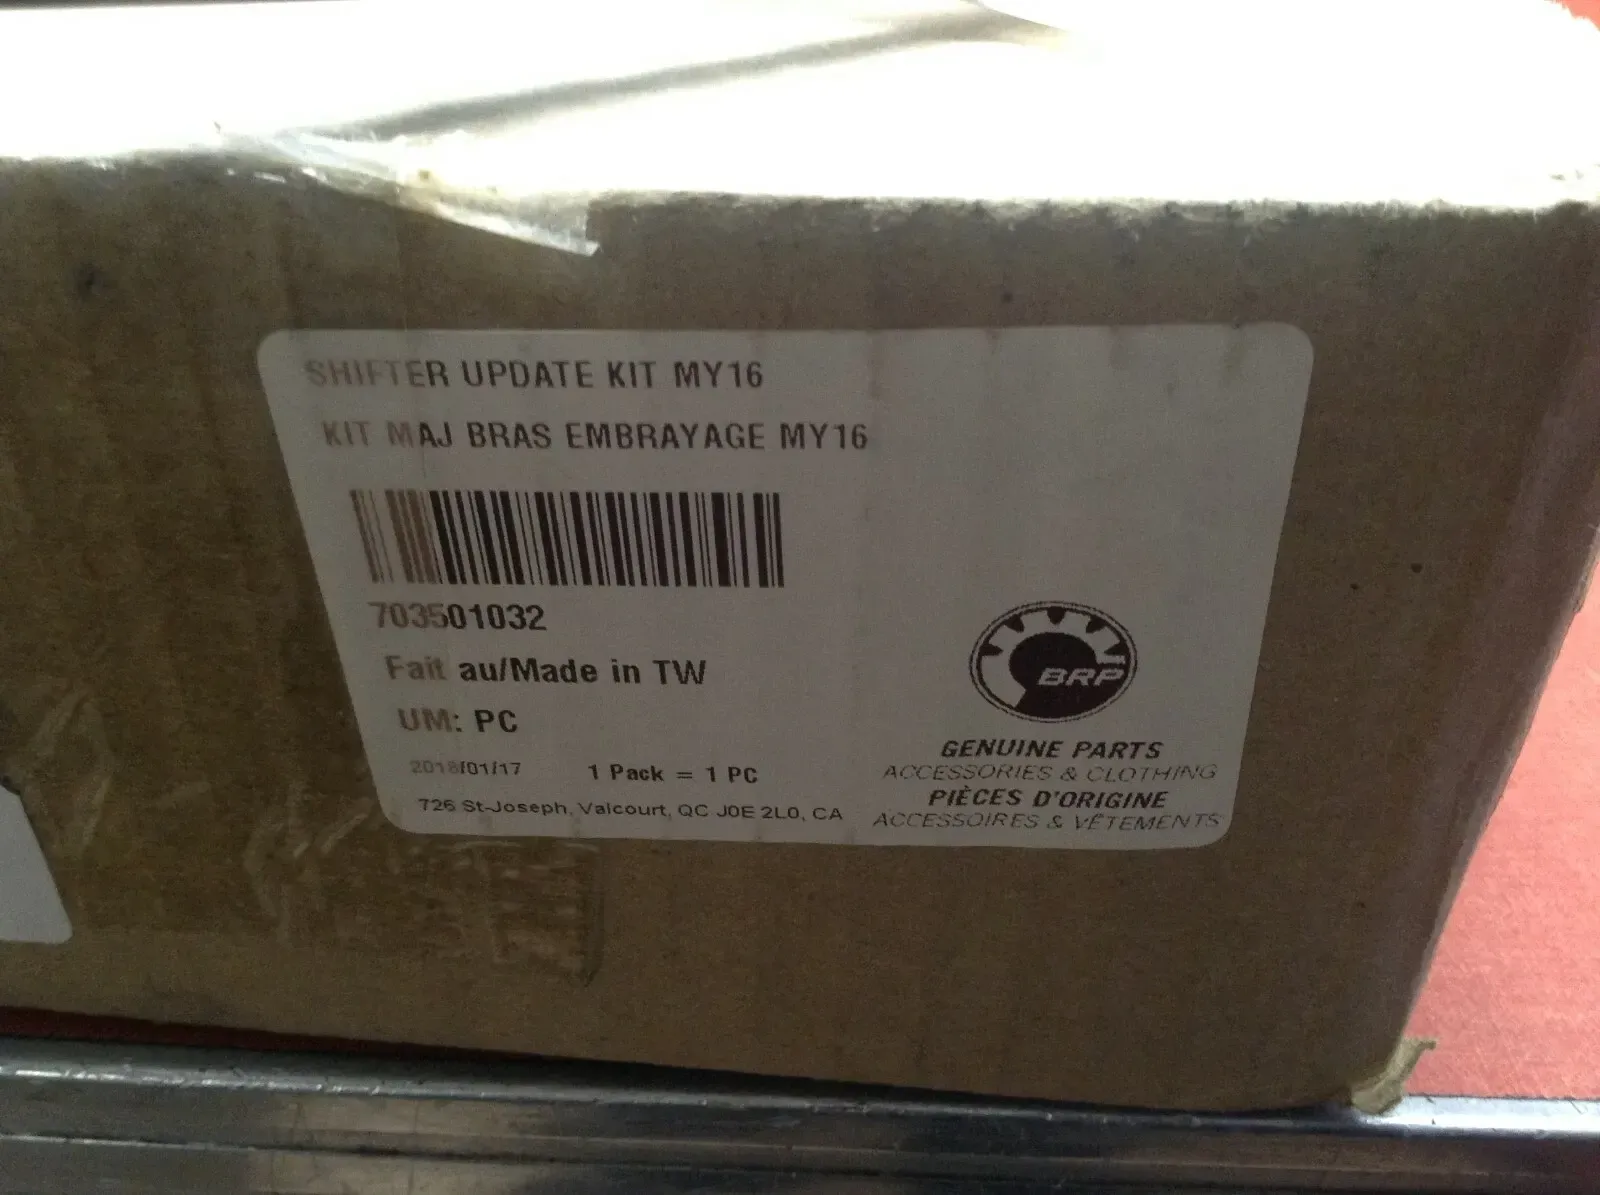 SHIFTER UPDATE KIT MY16
KIT MAJ BRAS EMBRAYAGE MY16
703501032
Fait au/Made in TW
UM: PC
2018/01/17 1 Pack = 1 PC
726 St-Joseph, Valcourt, QC J0E 2L0, CA
BRP
GENUINE PARTS
ACCESSORIES & CLOTHING
PIÈCES D'ORIGINE
ACCESSOIRES & VÊTEMENTS